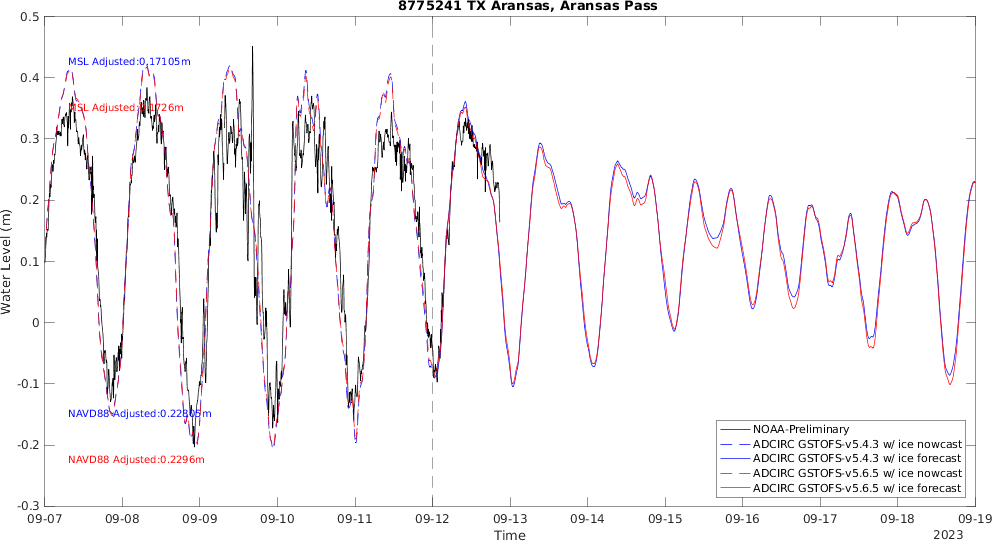 8775241 TX Aransas, Aransas Pass
0.5
0.4
0.3
0.2
0.1
0
-0.1
-0.2
-0.3
Water Level (m)
MSL Adjusted:0.17105m
MSL Adjusted:0.1726m
NAVD88 Adjusted:0.22805m
NAVD88 Adjusted:0.2296m
NOAA-Preliminary
ADCIRC GSTOFS-v5.4.3 w/ ice nowcast
ADCIRC GSTOFS-v5.4.3 w/ ice forecast
ADCIRC GSTOFS-v5.6.5 w/ ice nowcast
ADCIRC GSTOFS-v5.6.5 w/ ice forecast
09-07 09-08 09-09 09-10 09-11 09-12 09-13 09-14 09-15 09-16 09-17 09-18 09-19
Time
2023